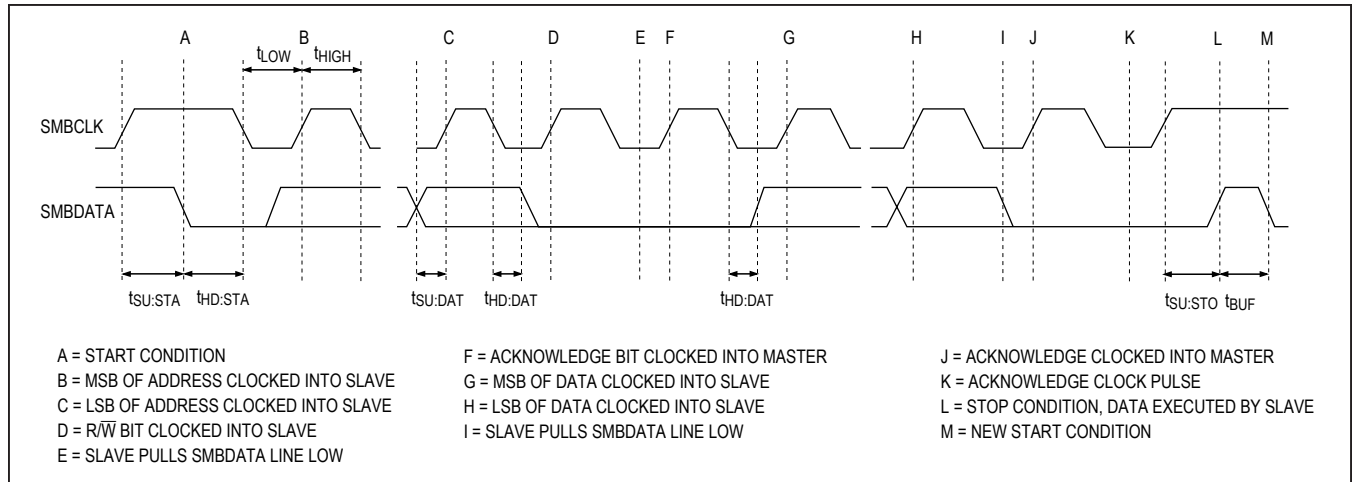 A B C D E F G H I J K L M
tLOW tHIGH
SMBCLK
SMBDATA
tSU:STA tHD:STA tSU:DAT tHD:DAT tHD:DAT tSU:STO tBUF
A = START CONDITION
B = MSB OF ADDRESS CLOCKED INTO SLAVE
C = LSB OF ADDRESS CLOCKED INTO SLAVE
D = R/W̅ BIT CLOCKED INTO SLAVE
E = SLAVE PULLS SMBDATA LINE LOW
F = ACKNOWLEDGE BIT CLOCKED INTO MASTER
G = MSB OF DATA CLOCKED INTO SLAVE
H = LSB OF DATA CLOCKED INTO SLAVE
I = SLAVE PULLS SMBDATA LINE LOW
J = ACKNOWLEDGE CLOCKED INTO MASTER
K = ACKNOWLEDGE CLOCK PULSE
L = STOP CONDITION, DATA EXECUTED BY SLAVE
M = NEW START CONDITION